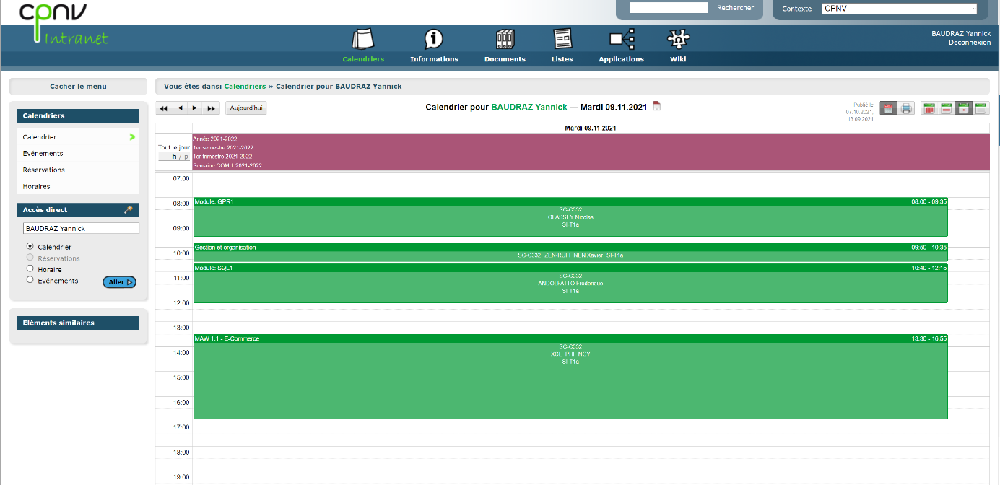 cpnv
Intranet
Rechercher
Contexte
CPNV
BAUDRAZ Yannick
Déconnexion
Calendriers
Informations
Documents
Listes
Applications
Wiki
Cacher le menu
Vous êtes dans: Calendriers » Calendrier pour BAUDRAZ Yannick
Calendriers
Calendrier
Evénements
Réservations
Horaires
Accès direct
BAUDRAZ Yannick
Calendrier
Réservations
Horaire
Evénements
Aller
Eléments similaires
Aujourd'hui
Calendrier pour BAUDRAZ Yannick — Mardi 09.11.2021
Publié le
07.10.2021,
13.09.2021
Mardi 09.11.2021
Tout le jour
h / p
Année 2021-2022
1er semestre 2021-2022
1er trimestre 2021-2022
Semaine COM 1 2021-2022
07:00
08:00
Module: GPR1 08:00 - 09:35
SC-C332
GLASSEY Nicolas
SI-T1a
09:00
Gestion et organisation 09:50 - 10:35
10:00
SC-C332 ZEN-RUFFINEN Xavier SI-T1a
Module: SQL1 10:40 - 12:15
11:00
SC-C332
ANDOLFATTO Frederique
SI-T1a
12:00
13:00
MAW 1.1 - E-Commerce 13:30 - 16:55
SC-C332
14:00
SI-T1a
15:00
16:00
17:00
18:00
19:00